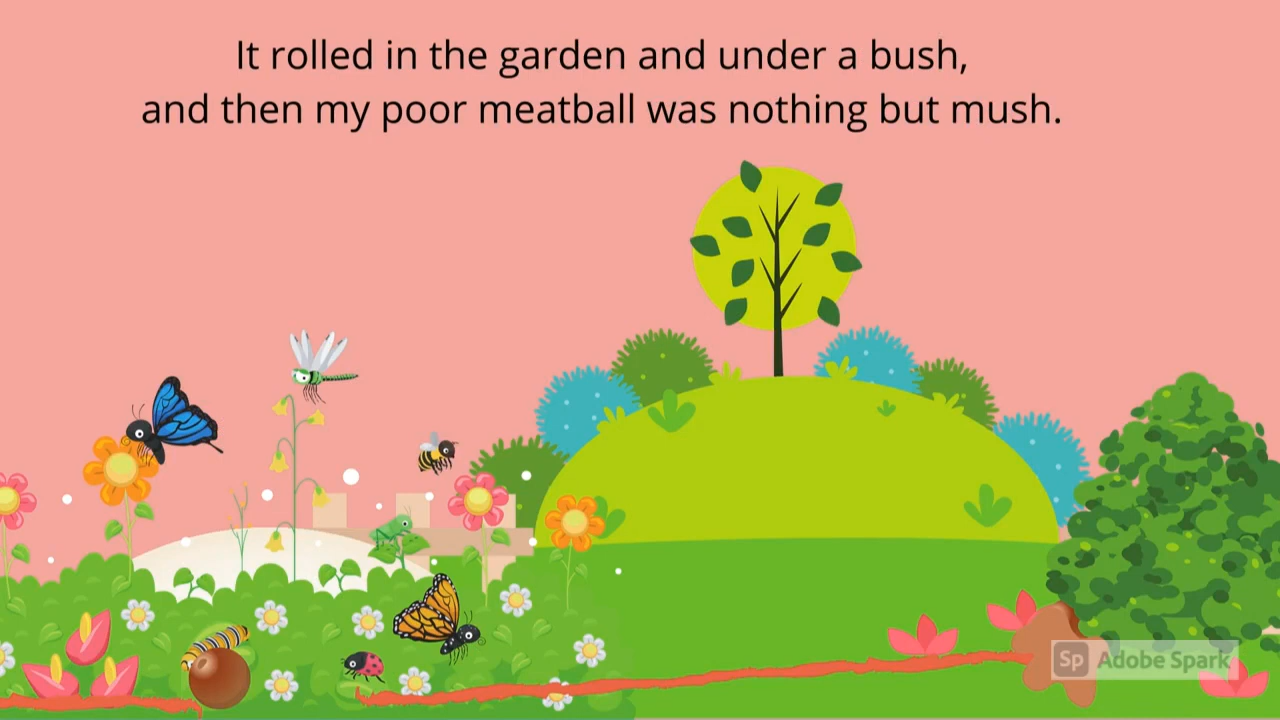 It rolled in the garden and under a bush,
and then my poor meatball was nothing but mush.
Sp Adobe Spark